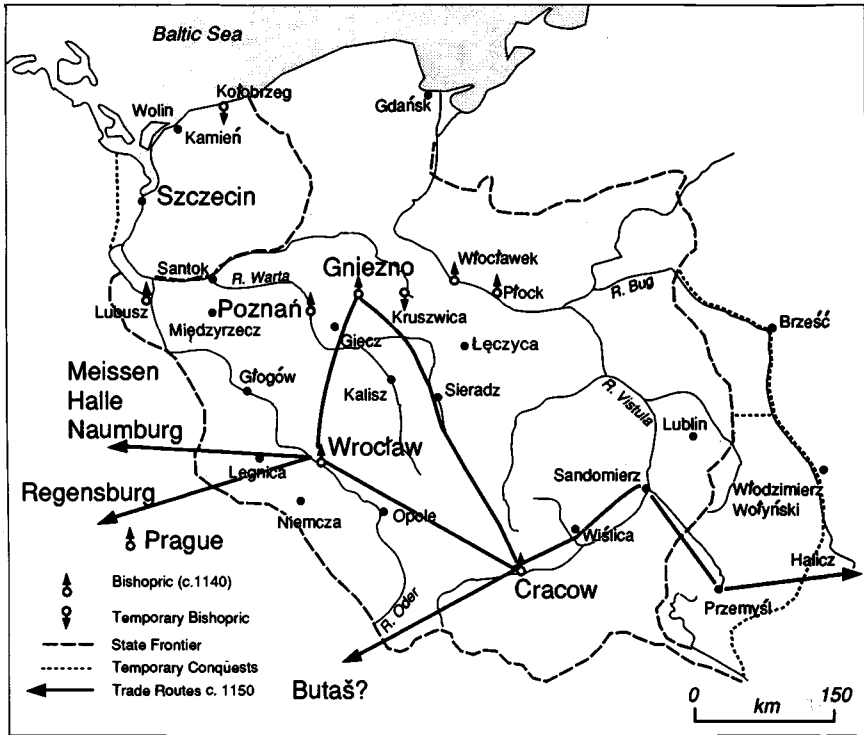 Baltic Sea
Kołobrzeg
Gdańsk
Wolin
Kamień
Szczecin
Santok
R. Warta
Gniezno
Włocławek
Płock
R. Bug
Lubusz
Poznań
Kruszwica
Międzyrzecz
Giecz
Łęczyca
Brześć
Meissen
Halle
Naumburg
Głogów
Kalisz
Sieradz
R. Vistula
Lublin
Wrocław
Legnica
Sandomierz
Włodzimierz
Wołyński
Regensburg
Niemcza
Opole
Wiślica
Halicz
Prague
Cracow
Przemyśl
R. Oder
Butaš?
Bishopric (c.1140)
Temporary Bishopric
State Frontier
Temporary Conqüests
Trade Routes c. 1150
0 150
km